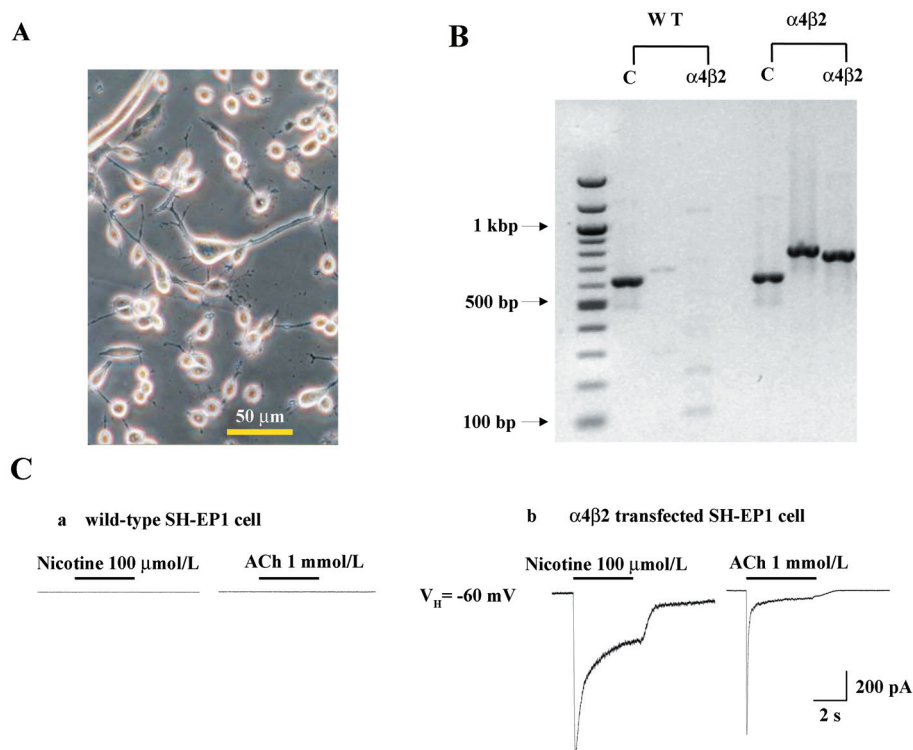 A
50 μm
B
W T
α4β2
C
α4β2
C
α4β2
1 kbp
500 bp
100 bp
C
a wild-type SH-EP1 cell
Nicotine 100 μmol/L
ACh 1 mmol/L
b α4β2 transfected SH-EP1 cell
Nicotine 100 μmol/L
ACh 1 mmol/L
V_H= -60 mV
200 pA
2 s